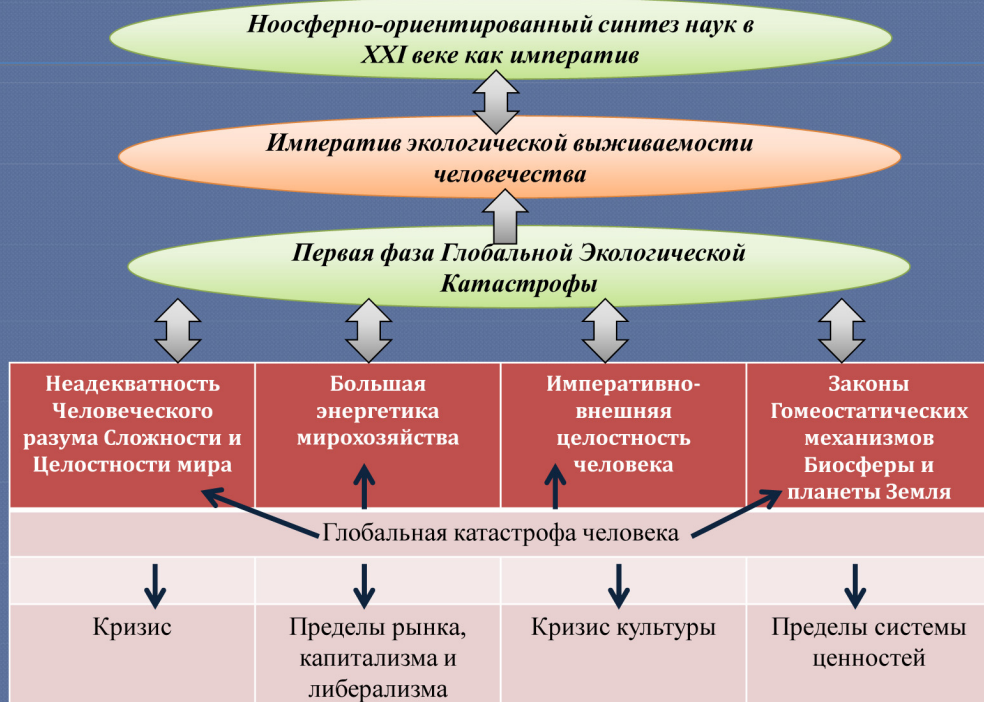 Ноосферно-ориентированный синтез наук в
XXI веке как императив
Императив экологической выживаемости
человечества
Первая фаза Глобальной Экологической
Катастрофы
Неадекватность
Человеческого
разума Сложности и
Целостности мира
Большая
энергетика
мирохозяйства
Императивно-
внешняя
целостность
человека
Законы
Гомеостатических
механизмов
Биосферы и
планеты Земля
Глобальная катастрофа человека
Кризис
Пределы рынка,
капитализма и
либерализма
Кризис культуры
Пределы системы
ценностей